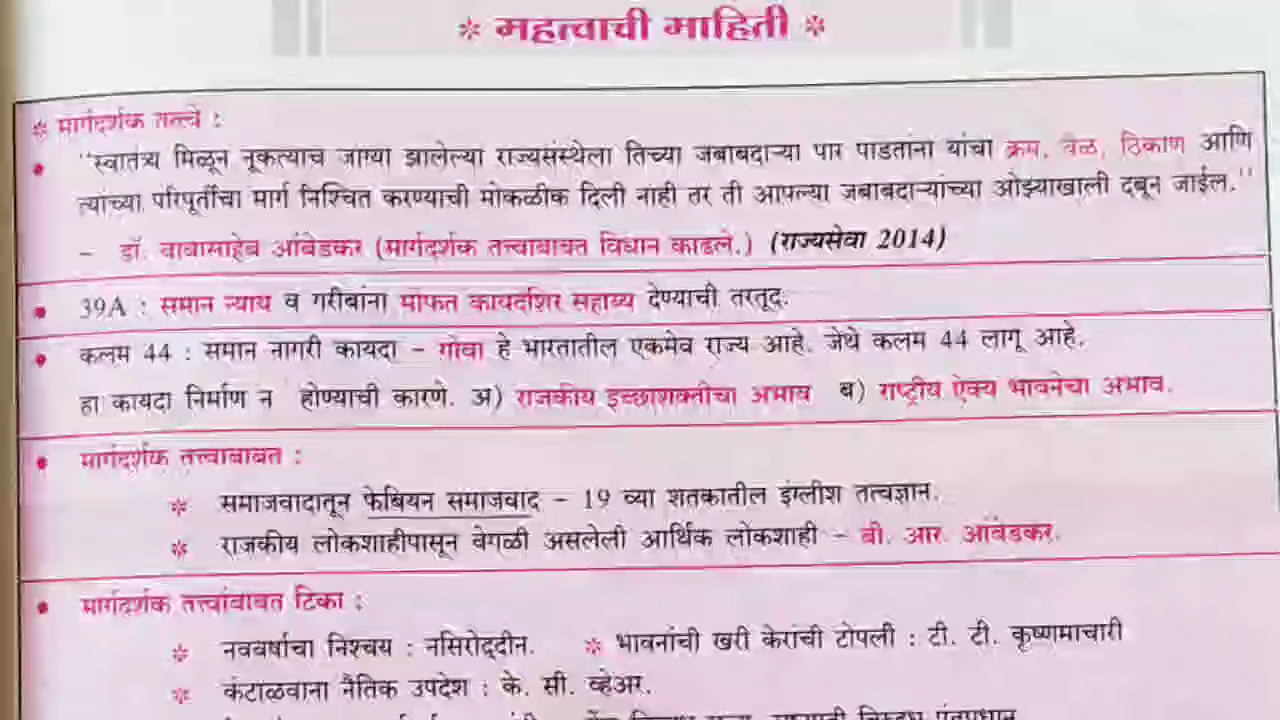 * महत्वाची माहिती *
* मार्गदर्शक तत्त्वे :
• "स्वातंत्र्य मिळून नूकत्याच जाग्या झालेल्या राज्यसंस्थेला तिच्या जबाबदाऱ्या पार पाडतांना यांचा क्रम, वेळ, ठिकाण आणि
त्यांच्या परिपूर्तीचा मार्ग निश्चित करण्याची मोकळीक दिली नाही तर ती आपल्या जबाबदाऱ्यांच्या ओझ्याखाली दबून जाईल."
– डॉ. बाबासाहेब आंबेडकर (मार्गदर्शक तत्त्वाबाबत विधान काढले.) (राज्यसेवा 2014)
• 39A : समान न्याय व गरीबांना मोफत कायदेशिर सहाय्य देण्याची तरतूद.
• कलम 44 : समान नागरी कायदा – गोवा हे भारतातील एकमेव राज्य आहे. जेथे कलम 44 लागू आहे.
हा कायदा निर्माण न होण्याची कारणे. अ) राजकीय इच्छाशक्तीचा अभाव ब) राष्ट्रीय ऐक्य भावनेचा अभाव.
• मार्गदर्शक तत्त्वाबाबत :
* समाजवादातून फेबियन समाजवाद – 19 व्या शतकातील इंग्लीश तत्वज्ञान.
* राजकीय लोकशाहीपासून वेगळी असलेली आर्थिक लोकशाही – बी. आर. आंबेडकर.
• मार्गदर्शक तत्त्वांबाबत टिका :
* नववर्षाचा निश्चय : नसिरोद्दीन. * भावनांची खरी केरांची टोपली : टी. टी. कृष्णमाचारी
* कंटाळवाना नैतिक उपदेश : के. सी. व्हेअर.